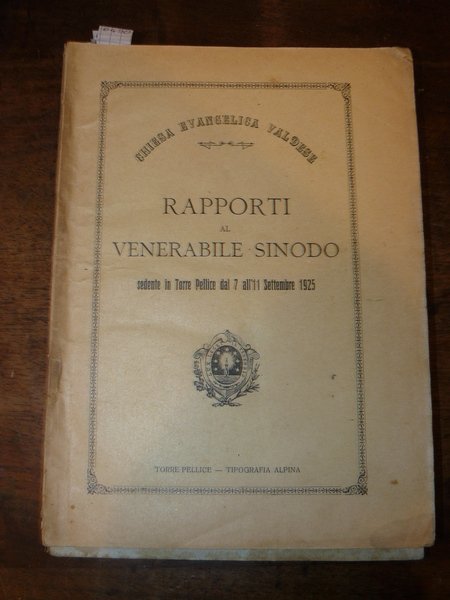 CHIESA EVANGELICA VALDESE
RAPPORTI
AL
VENERABILE SINODO
sedente in Torre Pellice dal 7 all'11 Settembre 1925
TORRE PELLICE — TIPOGRAFIA ALPINA